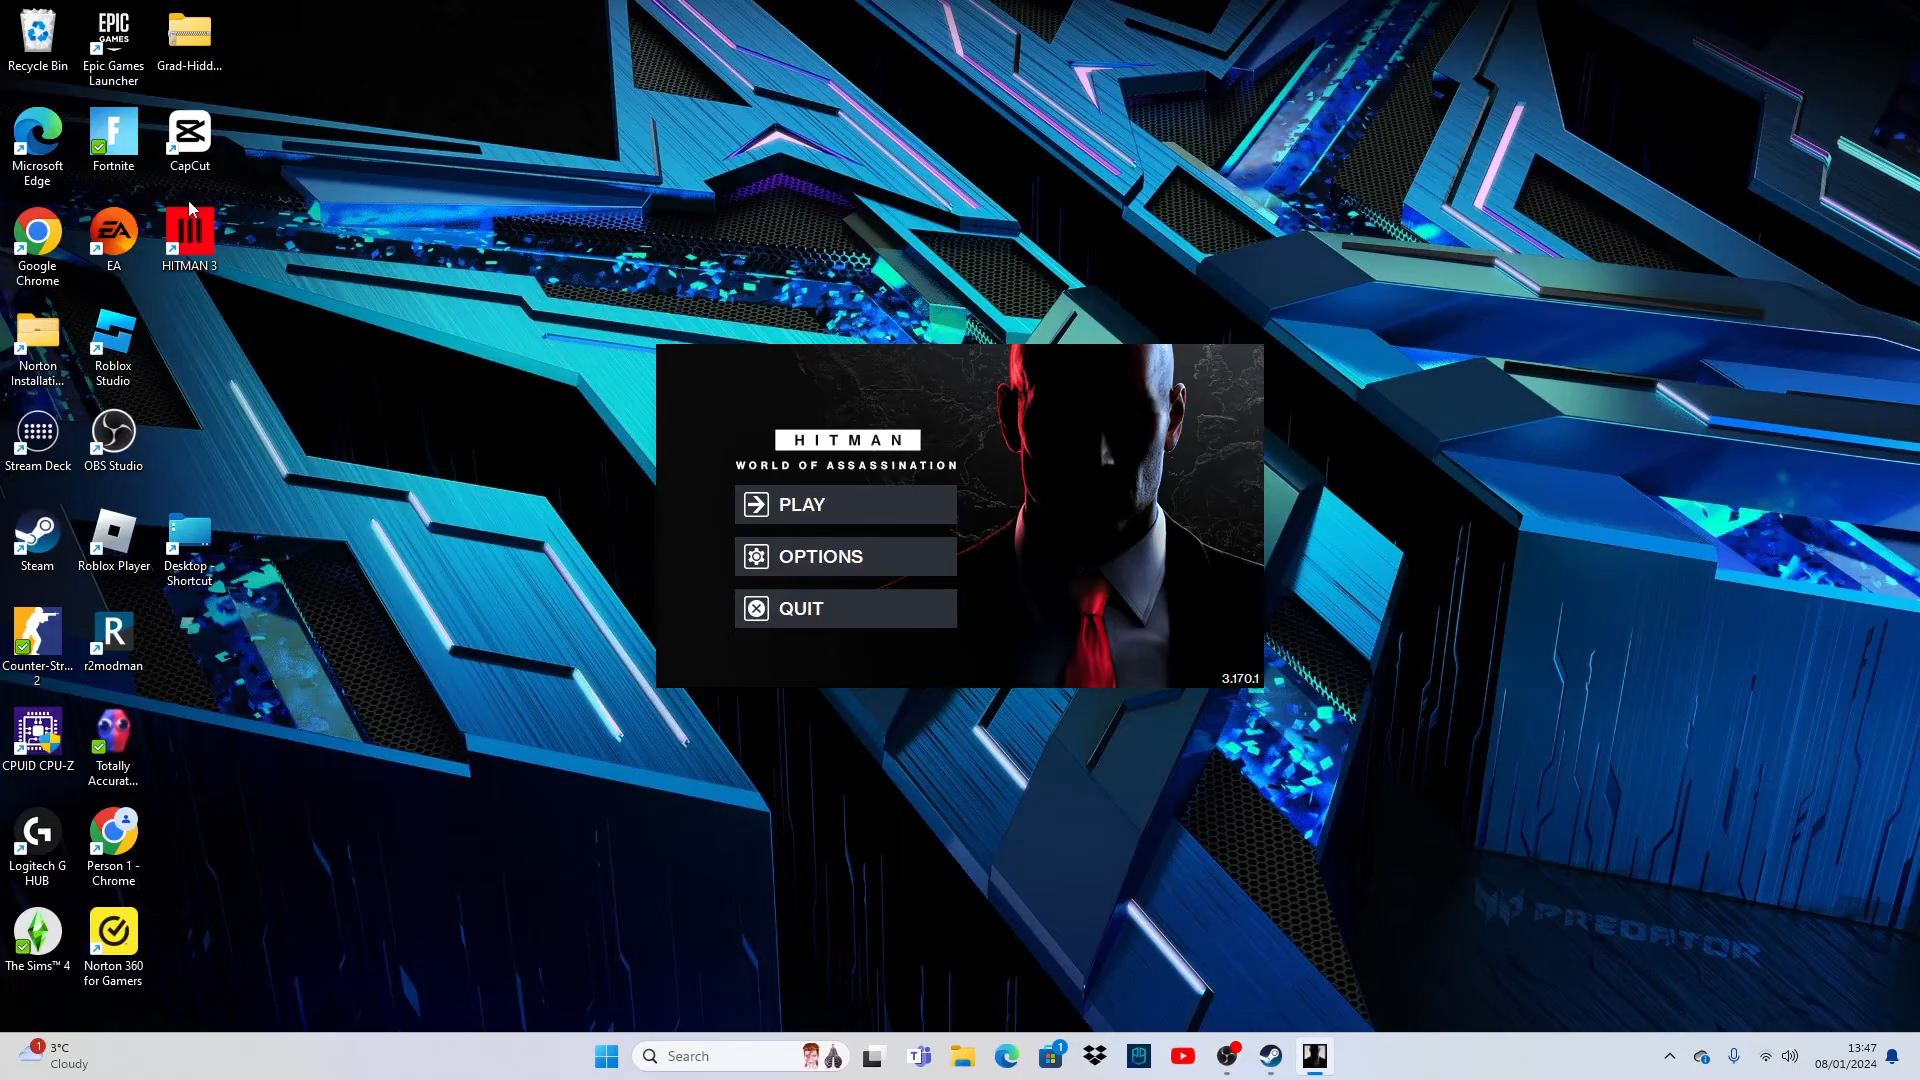 Recycle Bin
EPIC
GAMES
Epic Games
Launcher
Grad-Hidd...
Microsoft
Edge
F
Fortnite
CapCut
Google
Chrome
EA
EA
HITMAN 3
Norton
Installati...
Roblox
Studio
Stream Deck
OBS Studio
Steam
Roblox Player
Desktop -
Shortcut
Counter-Str...
2
R
r2modman
CPUID CPU-Z
Totally
Accurat...
G
Logitech G
HUB
Person 1 -
Chrome
The Sims™ 4
Norton 360
for Gamers
HITMAN
WORLD OF ASSASSINATION
PLAY
OPTIONS
QUIT
3.170.1
PREDATOR
1
3°C
Cloudy
Search
T
1
13:47
08/01/2024